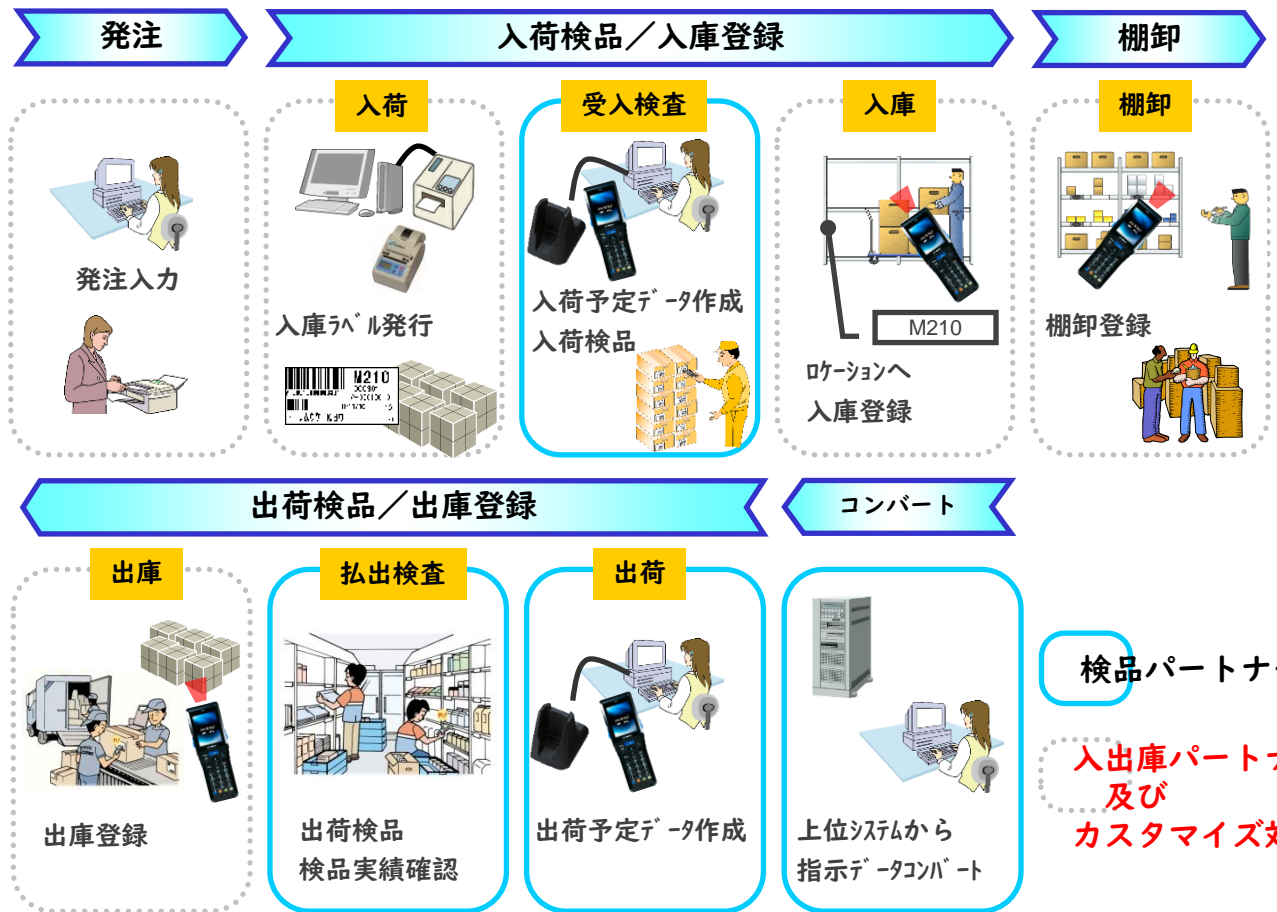 発注
入荷検品／入庫登録
棚卸
入荷
受入検査
入庫
棚卸
発注入力
入庫ﾗﾍﾞﾙ発行
M210
入荷予定ﾃﾞｰﾀ作成
入荷検品
M210
ﾛｹｰｼｮﾝへ
入庫登録
棚卸登録
出荷検品／出庫登録
コンバート
出庫
払出検査
出荷
出庫登録
出荷検品
検品実績確認
出荷予定ﾃﾞｰﾀ作成
上位ｼｽﾃﾑから
指示ﾃﾞｰﾀｺﾝﾊﾞｰﾄ
検品パートナ
入出庫パートナ
及び
カスタマイズ対